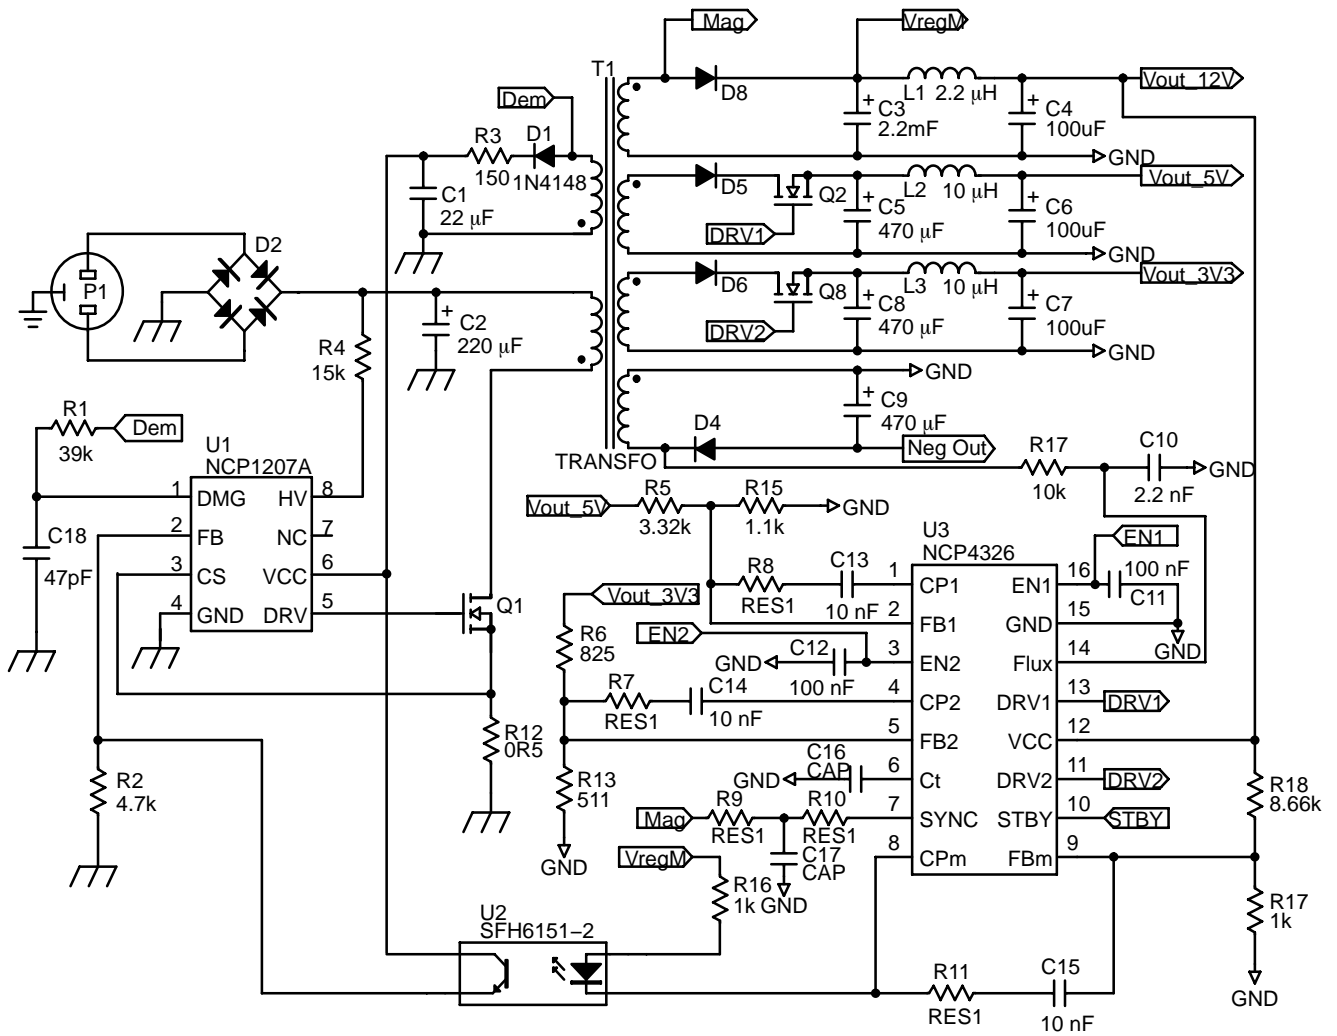 Mag
VregM
T1
D8
L1 2.2 μH
Vout_12V
Dem
C3
2.2mF
C4
100uF
GND
R3
150
D1
1N4148
C1
22 μF
D5
Q2
DRV1
L2 10 μH
Vout_5V
C5
470 μF
C6
100uF
GND
D2
P1
D6
Q8
DRV2
L3 10 μH
Vout_3V3
C8
470 μF
C7
100uF
GND
C2
220 μF
R4
15k
GND
C9
470 μF
D4
Neg Out
TRANSFO
R1
39k
Dem
U1
NCP1207A
1 DMG HV 8
2 FB NC 7
3 CS VCC 6
4 GND DRV 5
C18
47pF
R17
10k
C10
2.2 nF
GND
Vout_5V
R5
3.32k
R15
1.1k
GND
U3
NCP4326
EN1
R8
RES1
C13
10 nF
100 nF
C11
GND
1 CP1 EN1 16
2 FB1 GND 15
3 EN2 Flux 14
4 CP2 DRV1 13
5 FB2 VCC 12
6 Ct DRV2 11
7 SYNC STBY 10
8 CPm FBm 9
DRV1
DRV2
STBY
Q1
Vout_3V3
R6
825
EN2
GND
C12
100 nF
R7
RES1
C14
10 nF
R12
0R5
R2
4.7k
R13
511
GND
GND
C16
CAP
Mag
R9
RES1
R10
RES1
C17
CAP
GND
VregM
R16
1k
R18
8.66k
R17
1k
GND
U2
SFH6151−2
R11
RES1
C15
10 nF